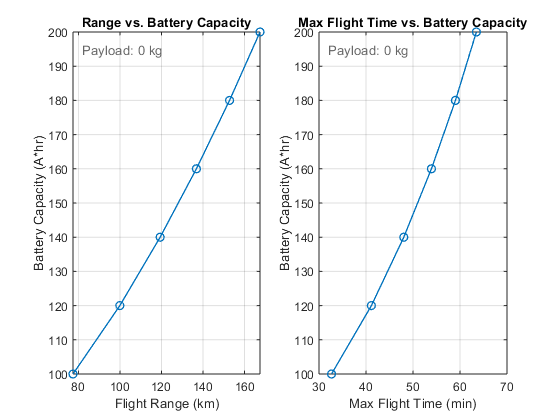 Range vs. Battery Capacity
Payload: 0 kg
200
190
180
170
160
150
140
130
120
110
100
Battery Capacity (A*hr)
80 100 120 140 160
Flight Range (km)
Max Flight Time vs. Battery Capacity
Payload: 0 kg
200
190
180
170
160
150
140
130
120
110
100
Battery Capacity (A*hr)
30 40 50 60 70
Max Flight Time (min)